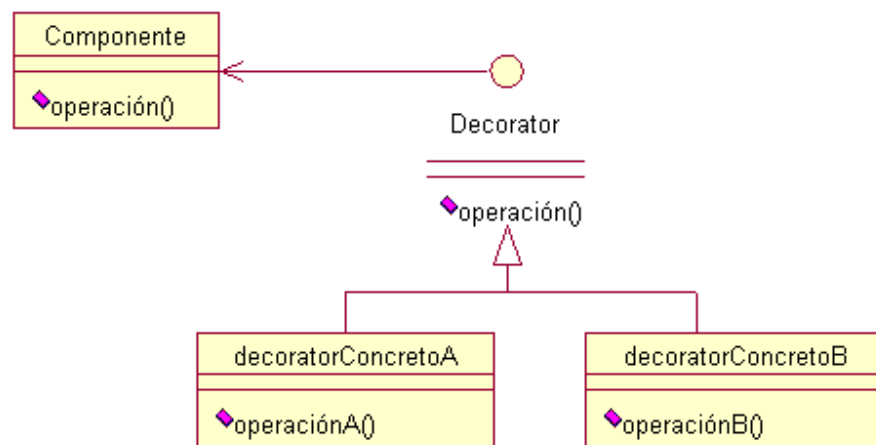 Componente
operación()
Decorator
operación()
decoratorConcretoA
operaciónA()
decoratorConcretoB
operaciónB()